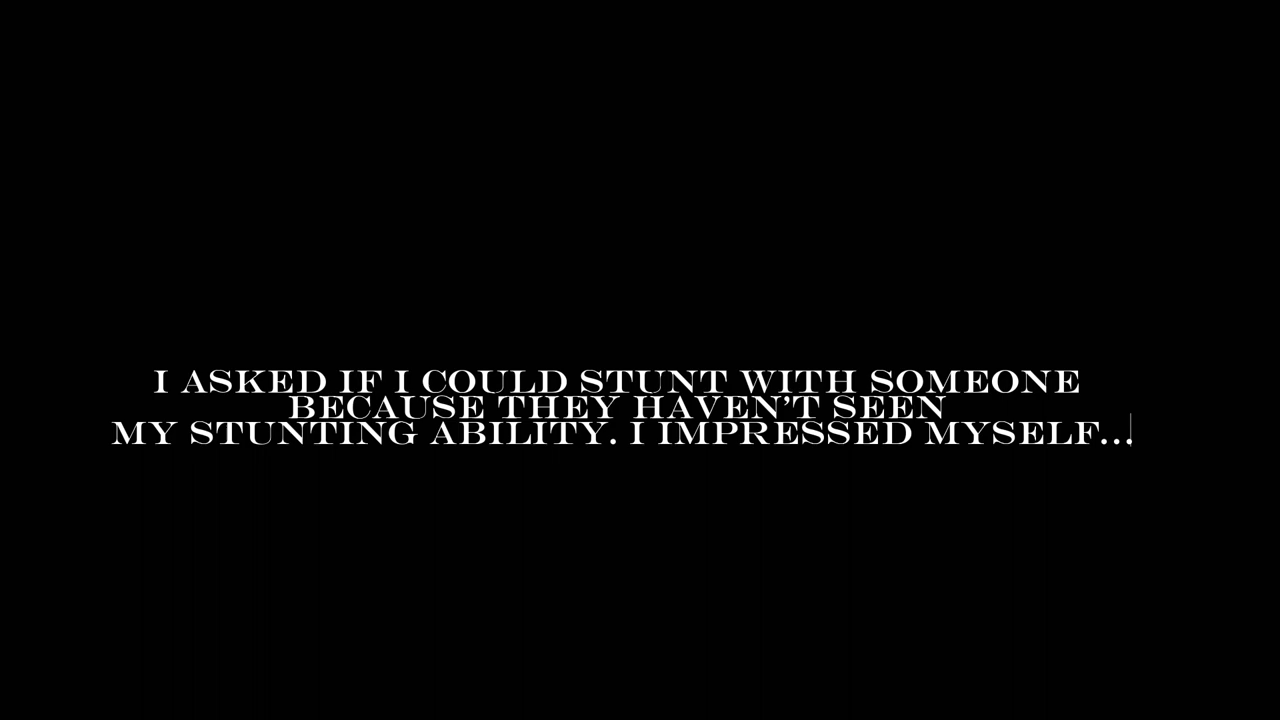 I ASKED IF I COULD STUNT WITH SOMEONE
BECAUSE THEY HAVEN'T SEEN
MY STUNTING ABILITY. I IMPRESSED MYSELF...